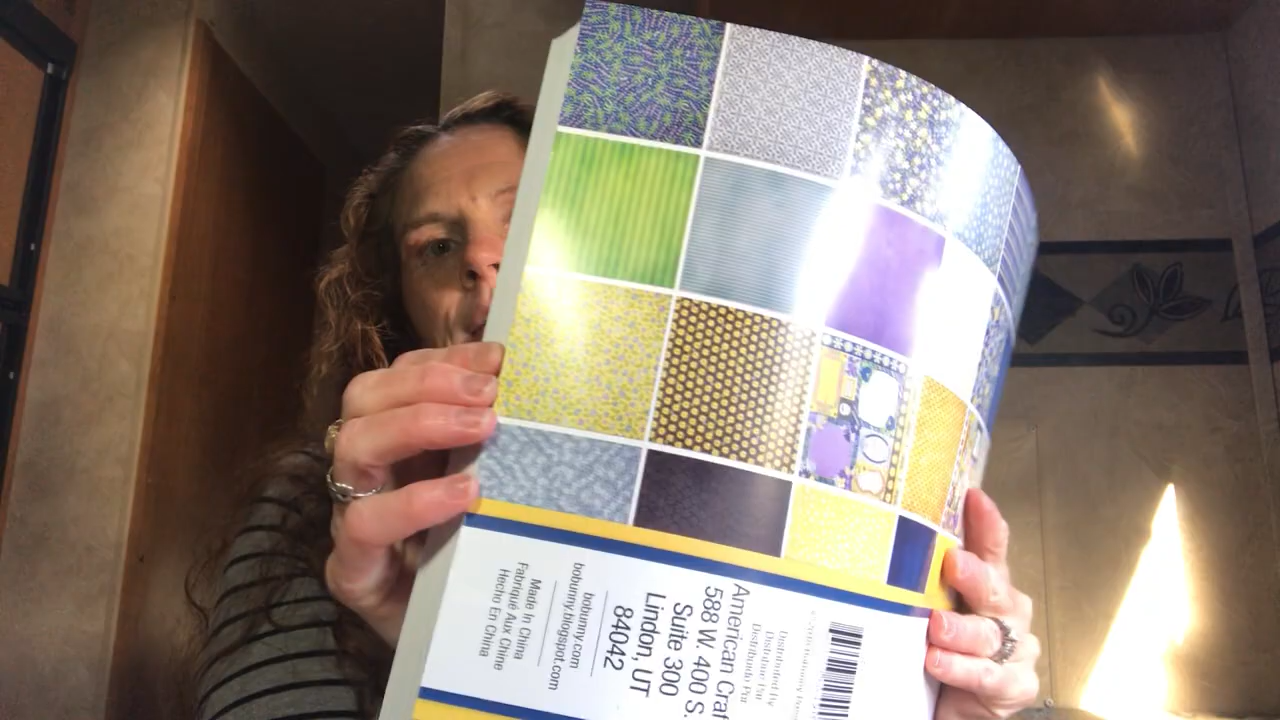 Distributed by
Distribué Par
Distribuido Por
American Craf
588 W. 400 S.
Suite 300
Lindon, UT
84042
bobunny.com
bobunny.blogspot.com
Made In China
Fabriqué Aux Chine
Hecho En China